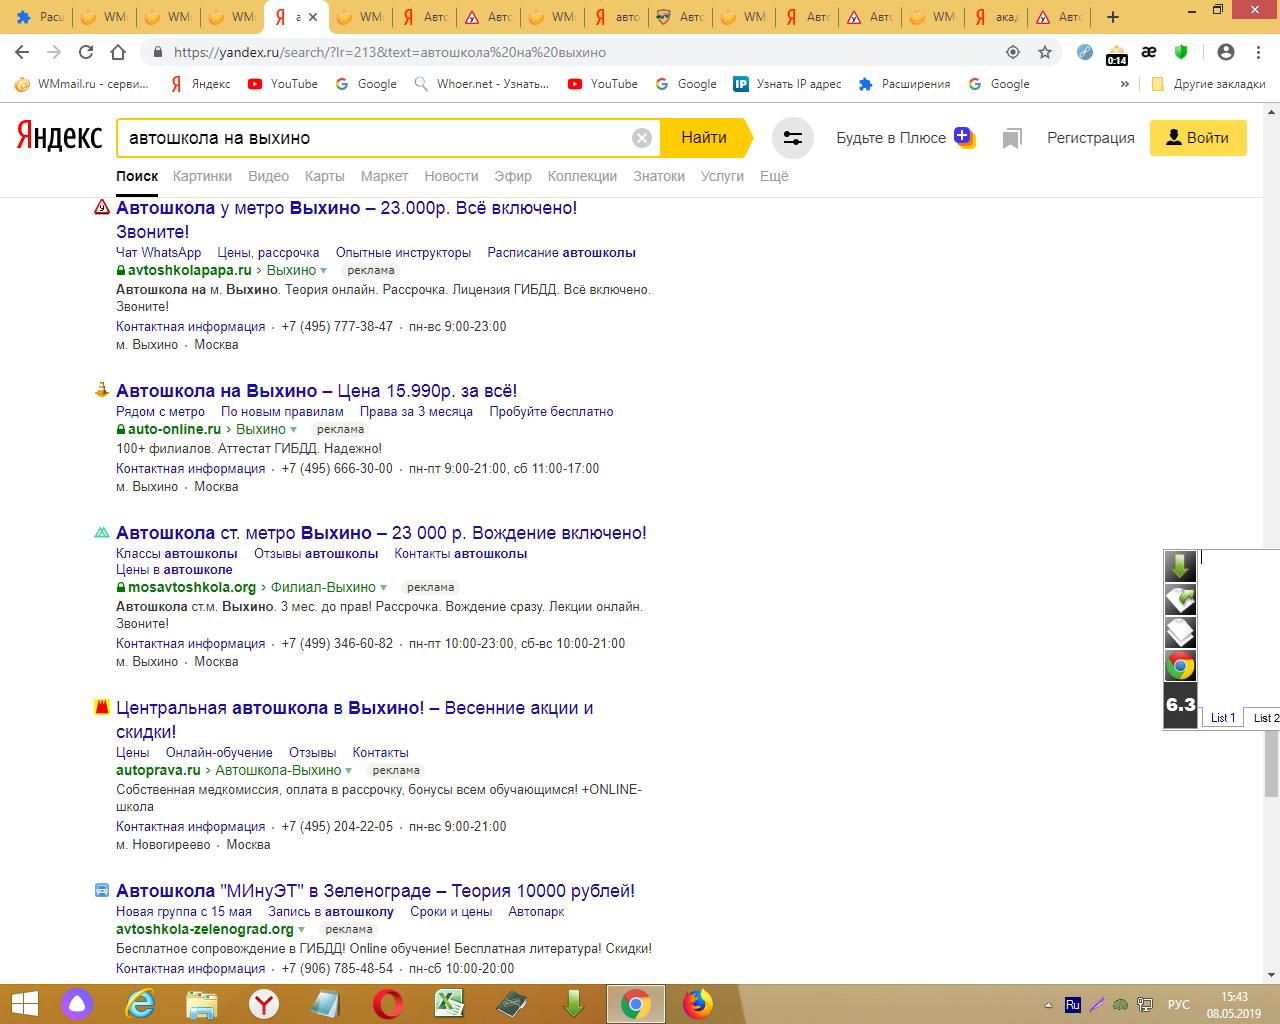 Расш
WMm
WMm
WMm
а
WMm
Авто
Авто
WMm
авто
Авто
WM
Авто
Авто
WM
акад
Авто
https://yandex.ru/search/?lr=213&text=автошкола%20на%20выхино
0:14
WMmail.ru - серви...
Яндекс
YouTube
Google
Whoer.net - Узнать...
YouTube
Google
Узнать IP адрес
Расширения
Google
»
Другие закладки
Яндекс
автошкола на выхино
Найти
Будьте в Плюсе
Регистрация
Войти
Поиск Картинки Видео Карты Маркет Новости Эфир Коллекции Знатоки Услуги Ещё
Автошкола у метро Выхино – 23.000р. Всё включено!
Звоните!
Чат WhatsApp Цены, рассрочка Опытные инструкторы Расписание автошколы
avtoshkolapapa.ru › Выхино реклама
Автошкола на м. Выхино. Теория онлайн. Рассрочка. Лицензия ГИБДД. Всё включено.
Звоните!
Контактная информация · +7 (495) 777-38-47 · пн-вс 9:00-23:00
м. Выхино · Москва
Автошкола на Выхино – Цена 15.990р. за всё!
Рядом с метро По новым правилам Права за 3 месяца Пробуйте бесплатно
auto-online.ru › Выхино реклама
100+ филиалов. Аттестат ГИБДД. Надежно!
Контактная информация · +7 (495) 666-30-00 · пн-пт 9:00-21:00, сб 11:00-17:00
м. Выхино · Москва
Автошкола ст. метро Выхино – 23 000 р. Вождение включено!
Классы автошколы Отзывы автошколы Контакты автошколы
Цены в автошколе
mosavtoshkola.org › Филиал-Выхино реклама
Автошкола ст.м. Выхино. 3 мес. до прав! Рассрочка. Вождение сразу. Лекции онлайн.
Звоните!
Контактная информация · +7 (499) 346-60-82 · пн-пт 10:00-23:00, сб-вс 10:00-21:00
м. Выхино · Москва
6.3
List 1 List 2
Центральная автошкола в Выхино! – Весенние акции и
скидки!
Цены Онлайн-обучение Отзывы Контакты
autoprava.ru › Автошкола-Выхино реклама
Собственная медкомиссия, оплата в рассрочку, бонусы всем обучающимся! +ONLINE-
школа
Контактная информация · +7 (495) 204-22-05 · пн-вс 9:00-21:00
м. Новогиреево · Москва
Автошкола "МИнуЭТ" в Зеленограде – Теория 10000 рублей!
Новая группа с 15 мая Запись в автошколу Сроки и цены Автопарк
avtoshkola-zelenograd.org реклама
Бесплатное сопровождение в ГИБДД! Online обучение! Бесплатная литература! Скидки!
Контактная информация · +7 (906) 785-48-54 · пн-сб 10:00-20:00
Ru
РУС
15:43
08.05.2019